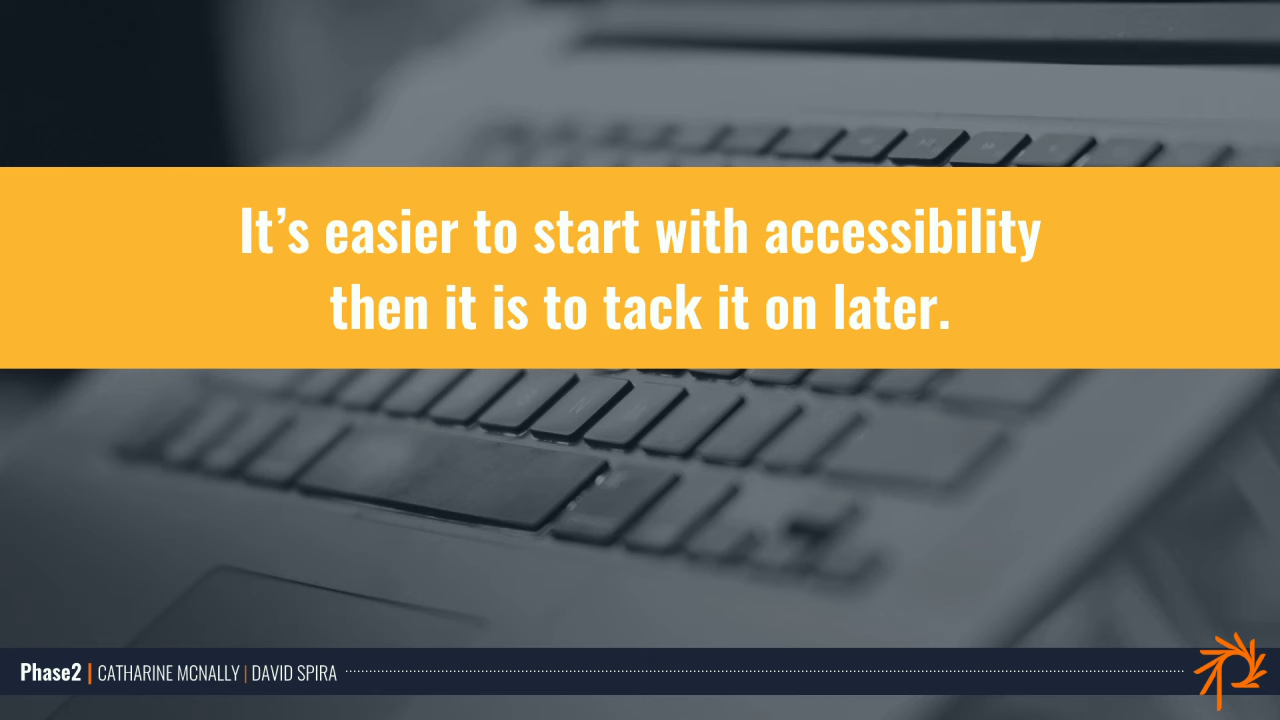 It’s easier to start with accessibility
then it is to tack it on later.
Phase2 | CATHARINE MCNALLY | DAVID SPIRA